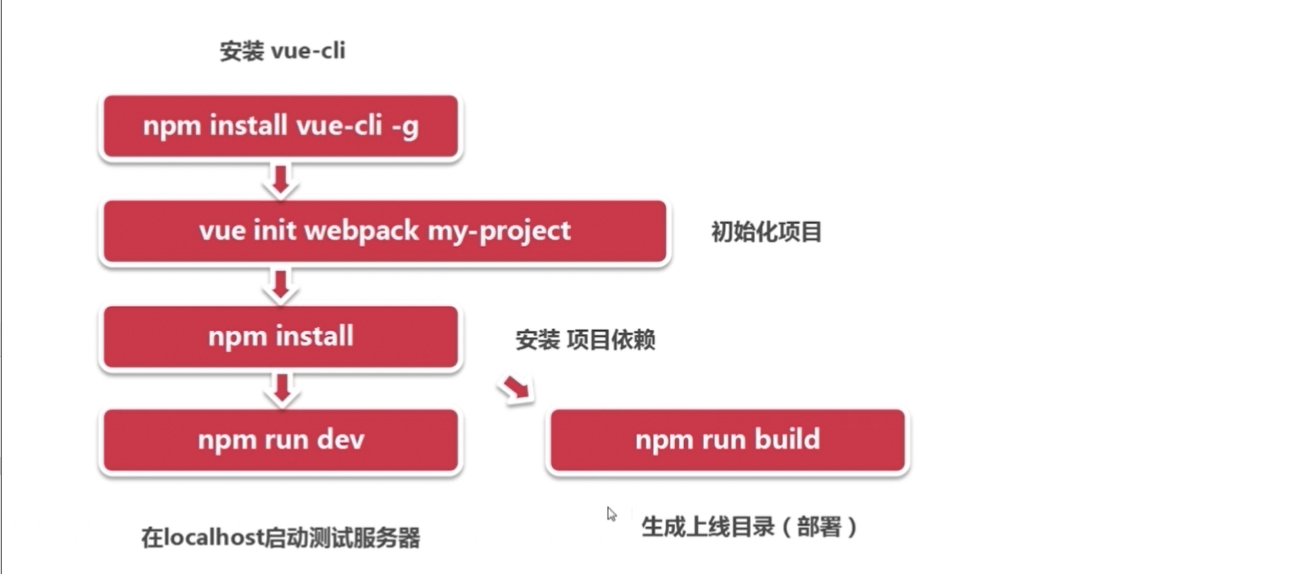 安装 vue-cli
npm install vue-cli -g
vue init webpack my-project
初始化项目
npm install
安装 项目依赖
npm run dev
npm run build
在localhost启动测试服务器
生成上线目录（部署）